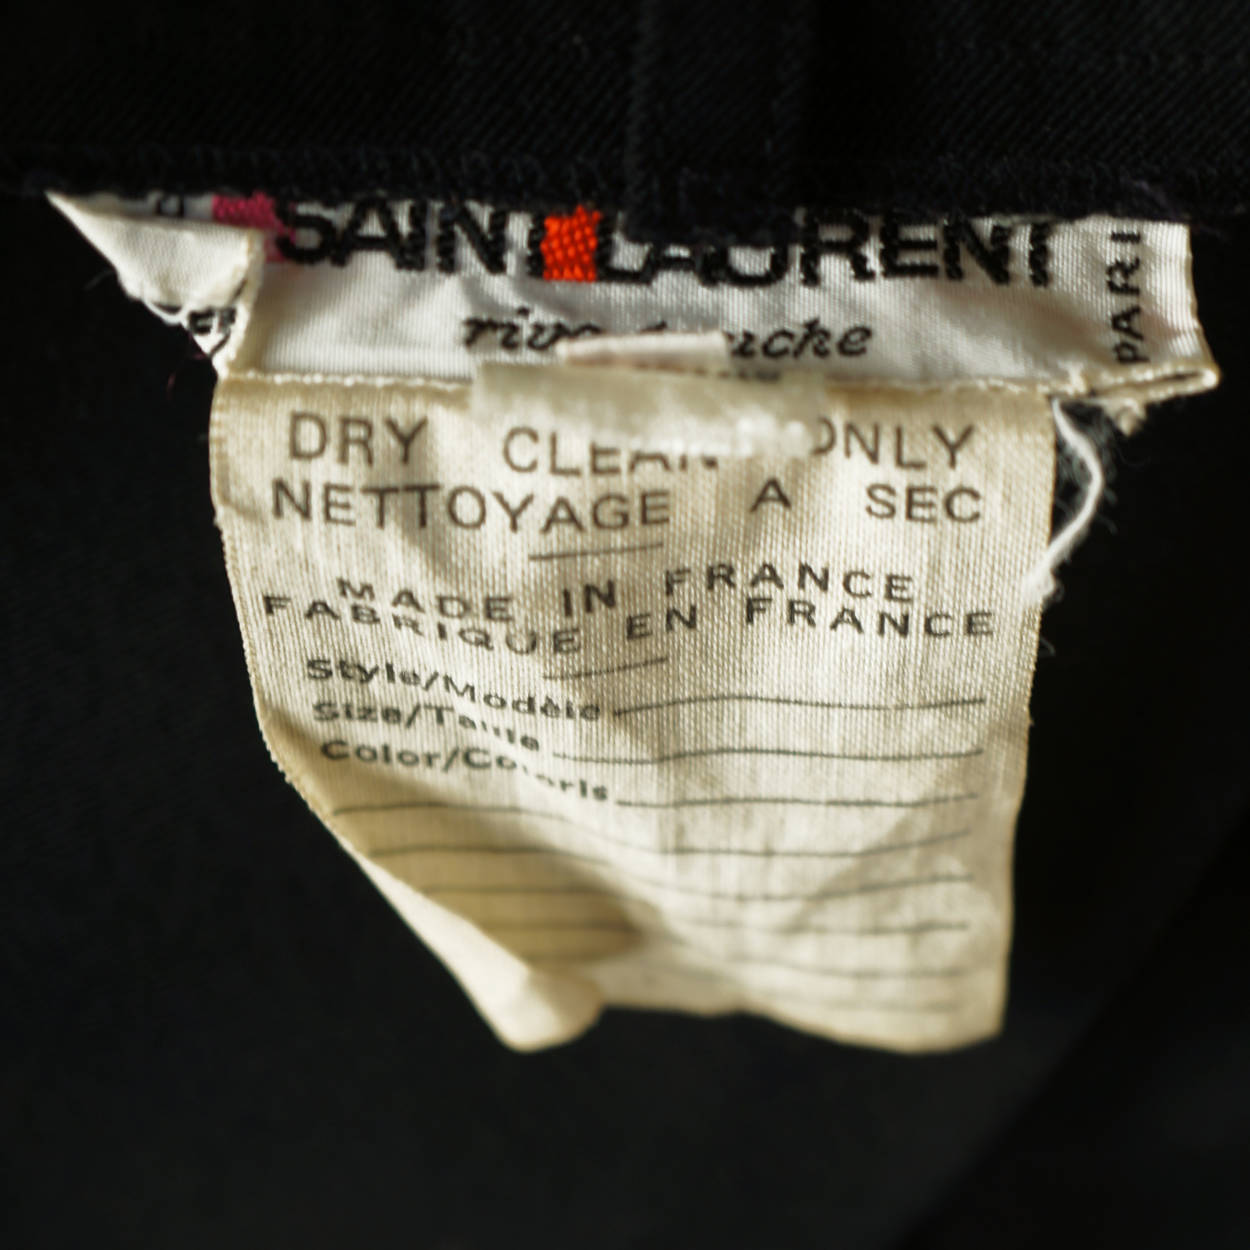 SAINT LAURENT
PARI
DRY CLEAN ONLY
NETTOYAGE A SEC
MADE IN FRANCE
FABRIQUE EN FRANCE
Style/Modèle
Size/Taille
Color/Coloris